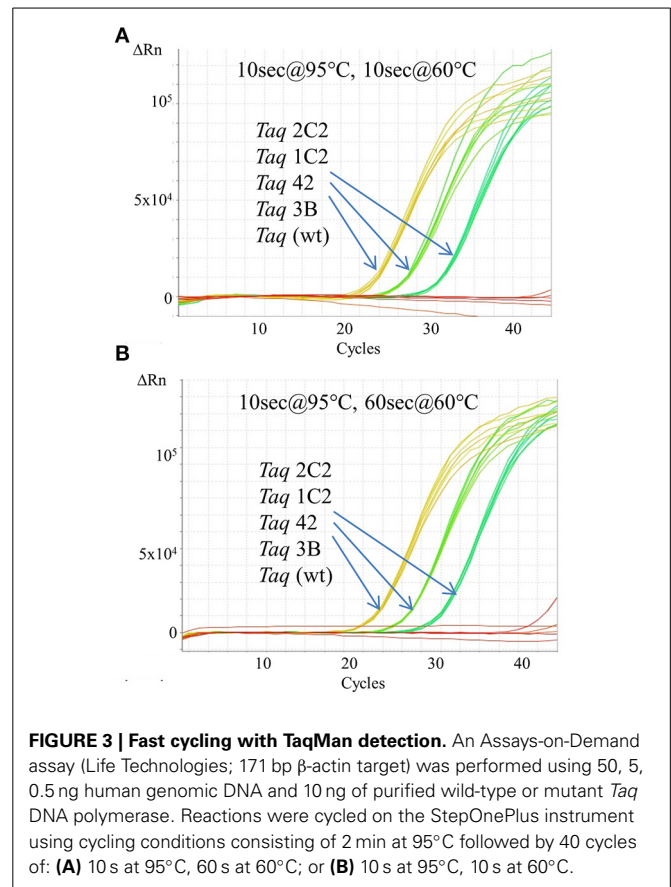 A
ΔRn
10sec@95°C, 10sec@60°C
10⁵
Taq 2C2
Taq 1C2
Taq 42
5x10⁴
Taq 3B
Taq (wt)
0
10 20 30 40
Cycles
B
ΔRn
10sec@95°C, 60sec@60°C
10⁵
Taq 2C2
Taq 1C2
Taq 42
5x10⁴
Taq 3B
Taq (wt)
0
10 20 30 40
Cycles
FIGURE 3 | Fast cycling with TaqMan detection. An Assays-on-Demand
assay (Life Technologies; 171 bp β-actin target) was performed using 50, 5,
0.5 ng human genomic DNA and 10 ng of purified wild-type or mutant Taq
DNA polymerase. Reactions were cycled on the StepOnePlus instrument
using cycling conditions consisting of 2 min at 95°C followed by 40 cycles
of: (A) 10 s at 95°C, 60 s at 60°C; or (B) 10 s at 95°C, 10 s at 60°C.